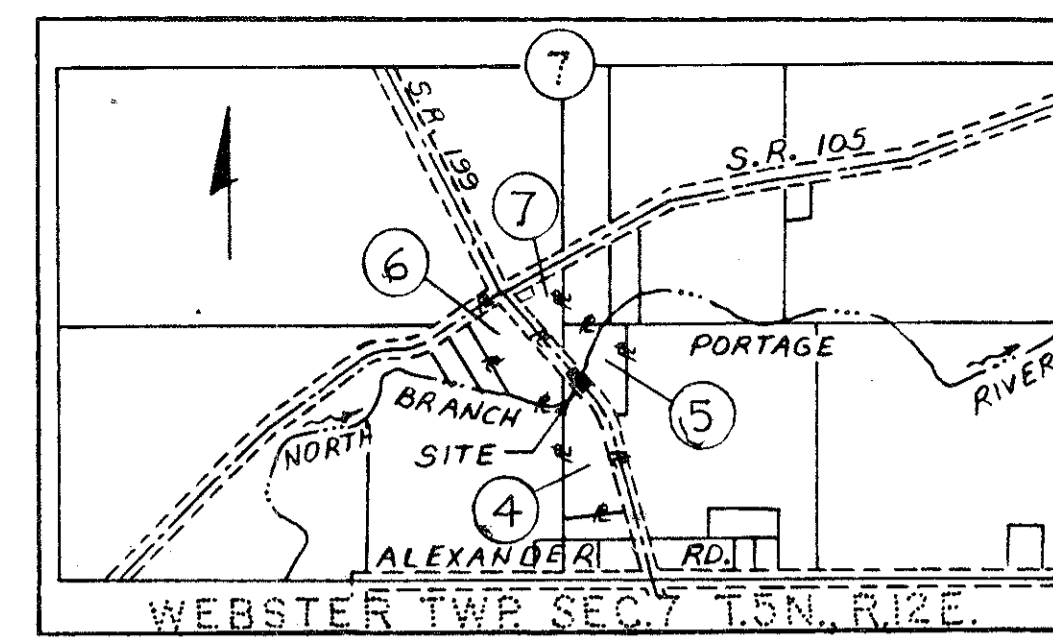 7
S.R. 199
S.R. 105
7
6
PORTAGE
RIVER
BRANCH
5
NORTH
SITE
4
ALEXANDER RD.
WEBSTER TWP. SEC.7 T.5N., R.12E.